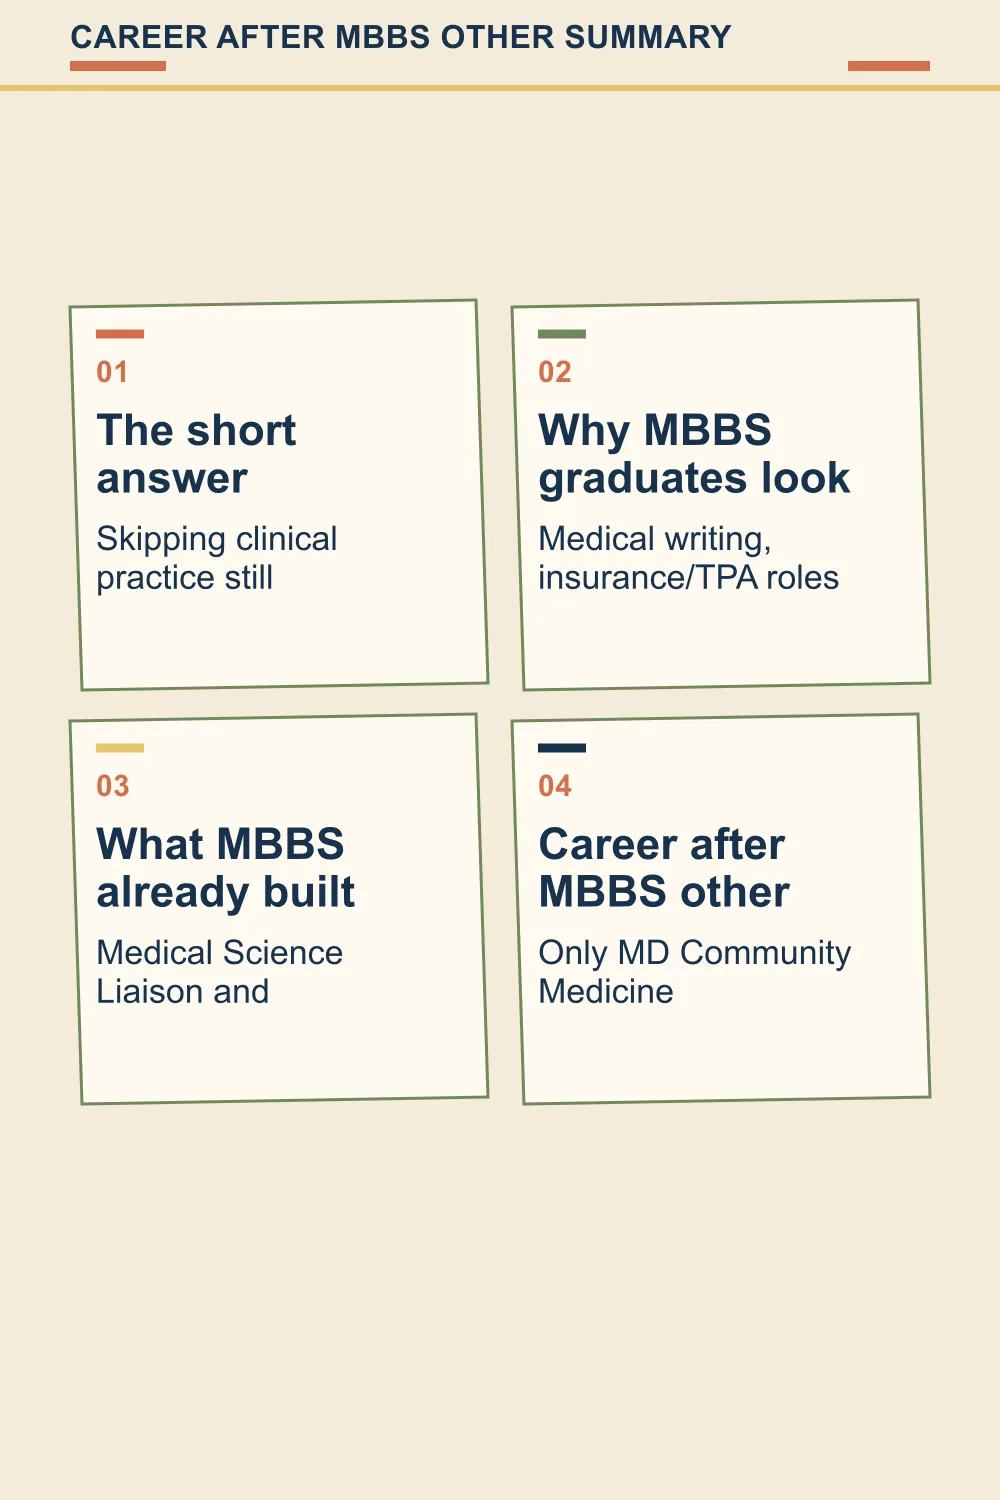 CAREER AFTER MBBS OTHER SUMMARY
01
The short
answer
Skipping clinical
practice still
02
Why MBBS
graduates look
Medical writing,
insurance/TPA roles
03
What MBBS
already built
Medical Science
Liaison and
04
Career after
MBBS other
Only MD Community
Medicine